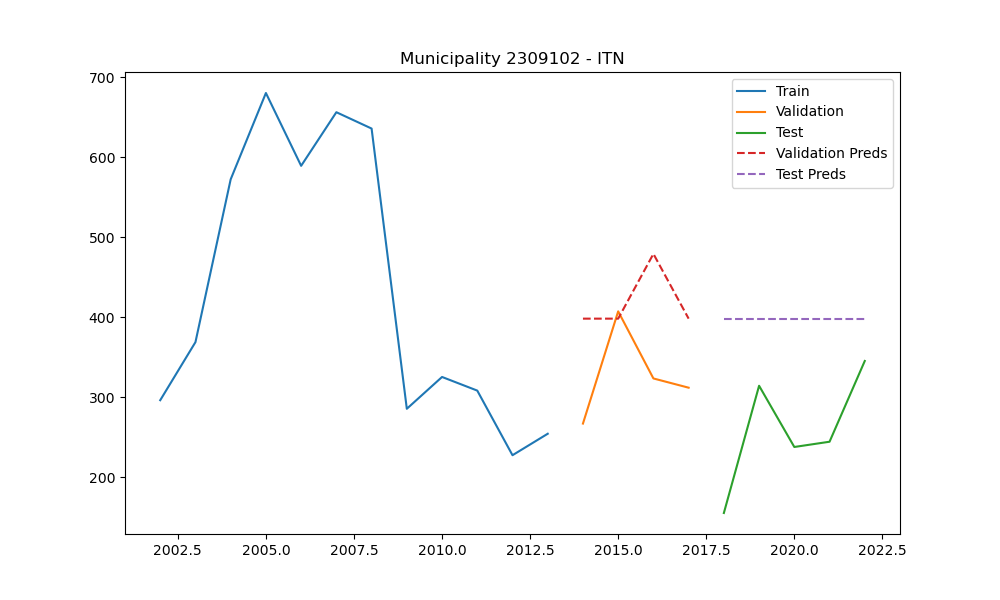 Municipality 2309102 - ITN
700
600
500
400
300
200
2002.5 2005.0 2007.5 2010.0 2012.5 2015.0 2017.5 2020.0 2022.5
Train
Validation
Test
Validation Preds
Test Preds